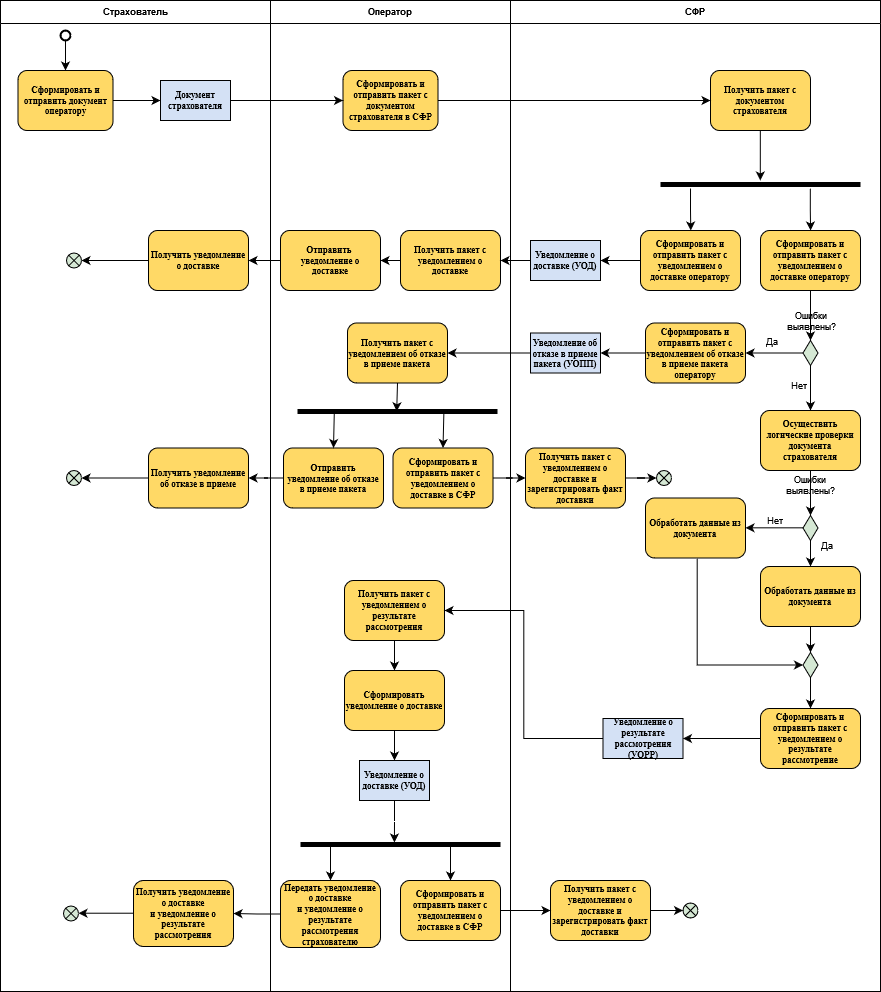 Страхователь
Оператор
СФР
Сформировать и
отправить документ
оператору
Документ
страхователя
Сформировать и
отправить пакет с
документом
страхователя в СФР
Получить пакет с
документом
страхователя
Получить уведомление
о доставке
Отправить
уведомление о
доставке
Получить пакет с
уведомлением о
доставке
Уведомление о
доставке (УОД)
Сформировать и
отправить пакет с
уведомлением о
доставке оператору
Сформировать и
отправить пакет с
уведомлением о
доставке оператору
Ошибки
выявлены?
Да
Нет
Получить пакет с
уведомлением об отказе
в приеме пакета
Уведомление об
отказе в приеме
пакета (УОПП)
Сформировать и
отправить пакет с
уведомлением об отказе
в приеме пакета
оператору
Осуществить
логические проверки
документа
страхователя
Получить уведомление
об отказе в приеме
Отправить
уведомление об отказе
в приеме пакета
Сформировать и
отправить пакет с
уведомлением о
доставке в СФР
Получить пакет с
уведомлением о
доставке и
зарегистрировать факт
доставки
Ошибки
выявлены?
Нет
Да
Обработать данные из
документа
Обработать данные из
документа
Получить пакет с
уведомлением о
результате
рассмотрения
Сформировать
уведомление о доставке
Уведомление о
результате
рассмотрения
(УОРР)
Сформировать и
отправить пакет с
уведомлением о
результате
рассмотрение
Уведомление о
доставке (УОД)
Получить уведомление
о доставке
и уведомление о
результате
рассмотрения
Передать уведомление
о доставке
и уведомление о
результате
рассмотрения
страхователю
Сформировать и
отправить пакет с
уведомлением о
доставке в СФР
Получить пакет с
уведомлением о
доставке и
зарегистрировать факт
доставки